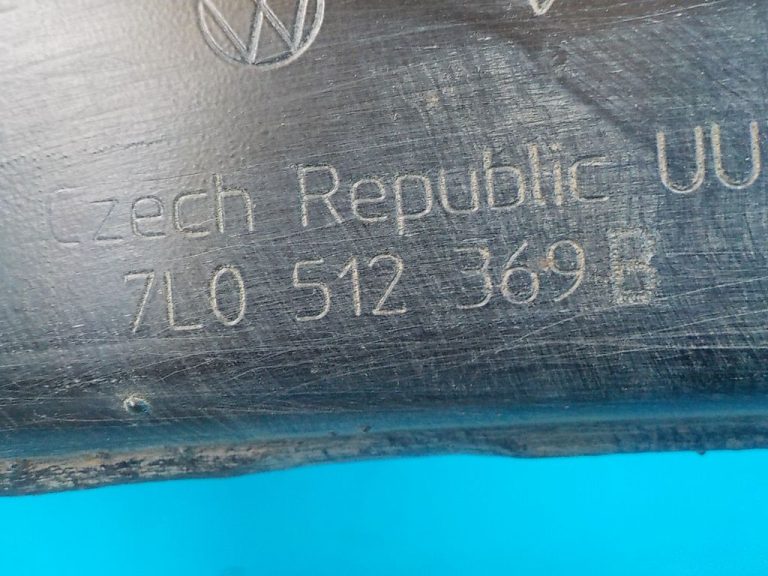 Czech Republic UU
7L0 512 369 B